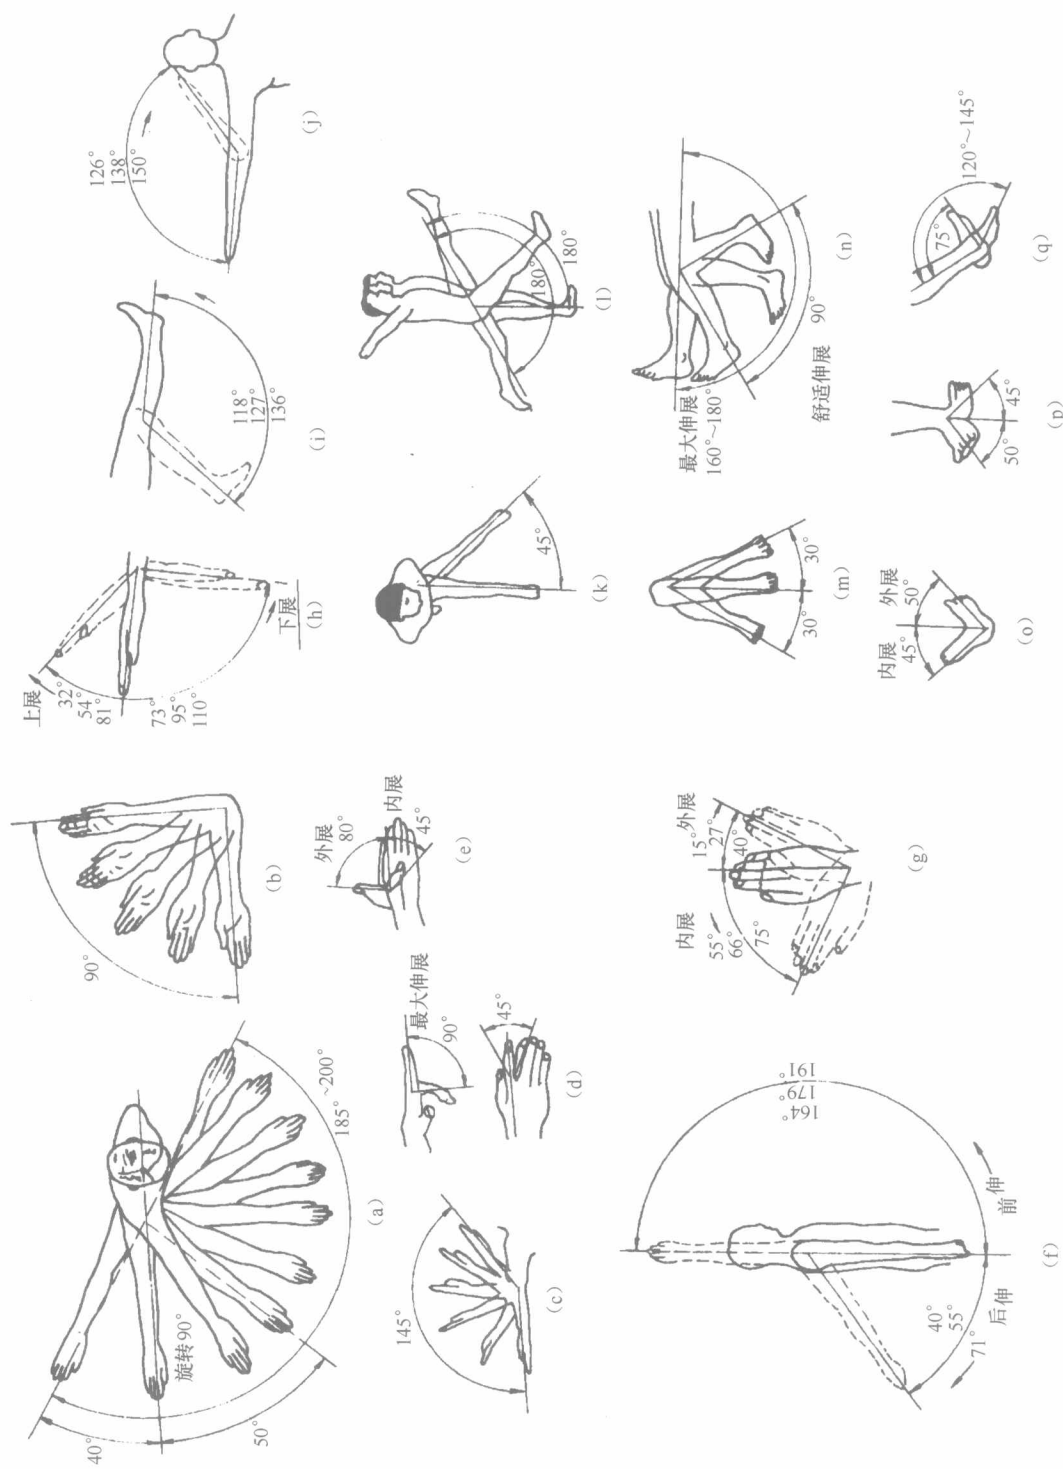 40°
50°
旋转90°
185°~200°
(a)
90°
(b)
145°
(c)
最大伸展
90°
45°
(d)
外展
80°
内展
45°
(e)
164°
179°
191°
前伸
后伸
40°
55°
71°
(f)
内展
55°
66°
75°
外展
15°
27°
40°
(g)
上展
32°
54°
81°
73°
95°
110°
下展
(h)
118°
127°
136°
(i)
126°
138°
150°
(j)
45°
(k)
180°
180°
(l)
30°
30°
(m)
最大伸展
160°~180°
90°
舒适伸展
(n)
内展
45°
外展
50°
(o)
50°
45°
(p)
75°
120°~145°
(q)